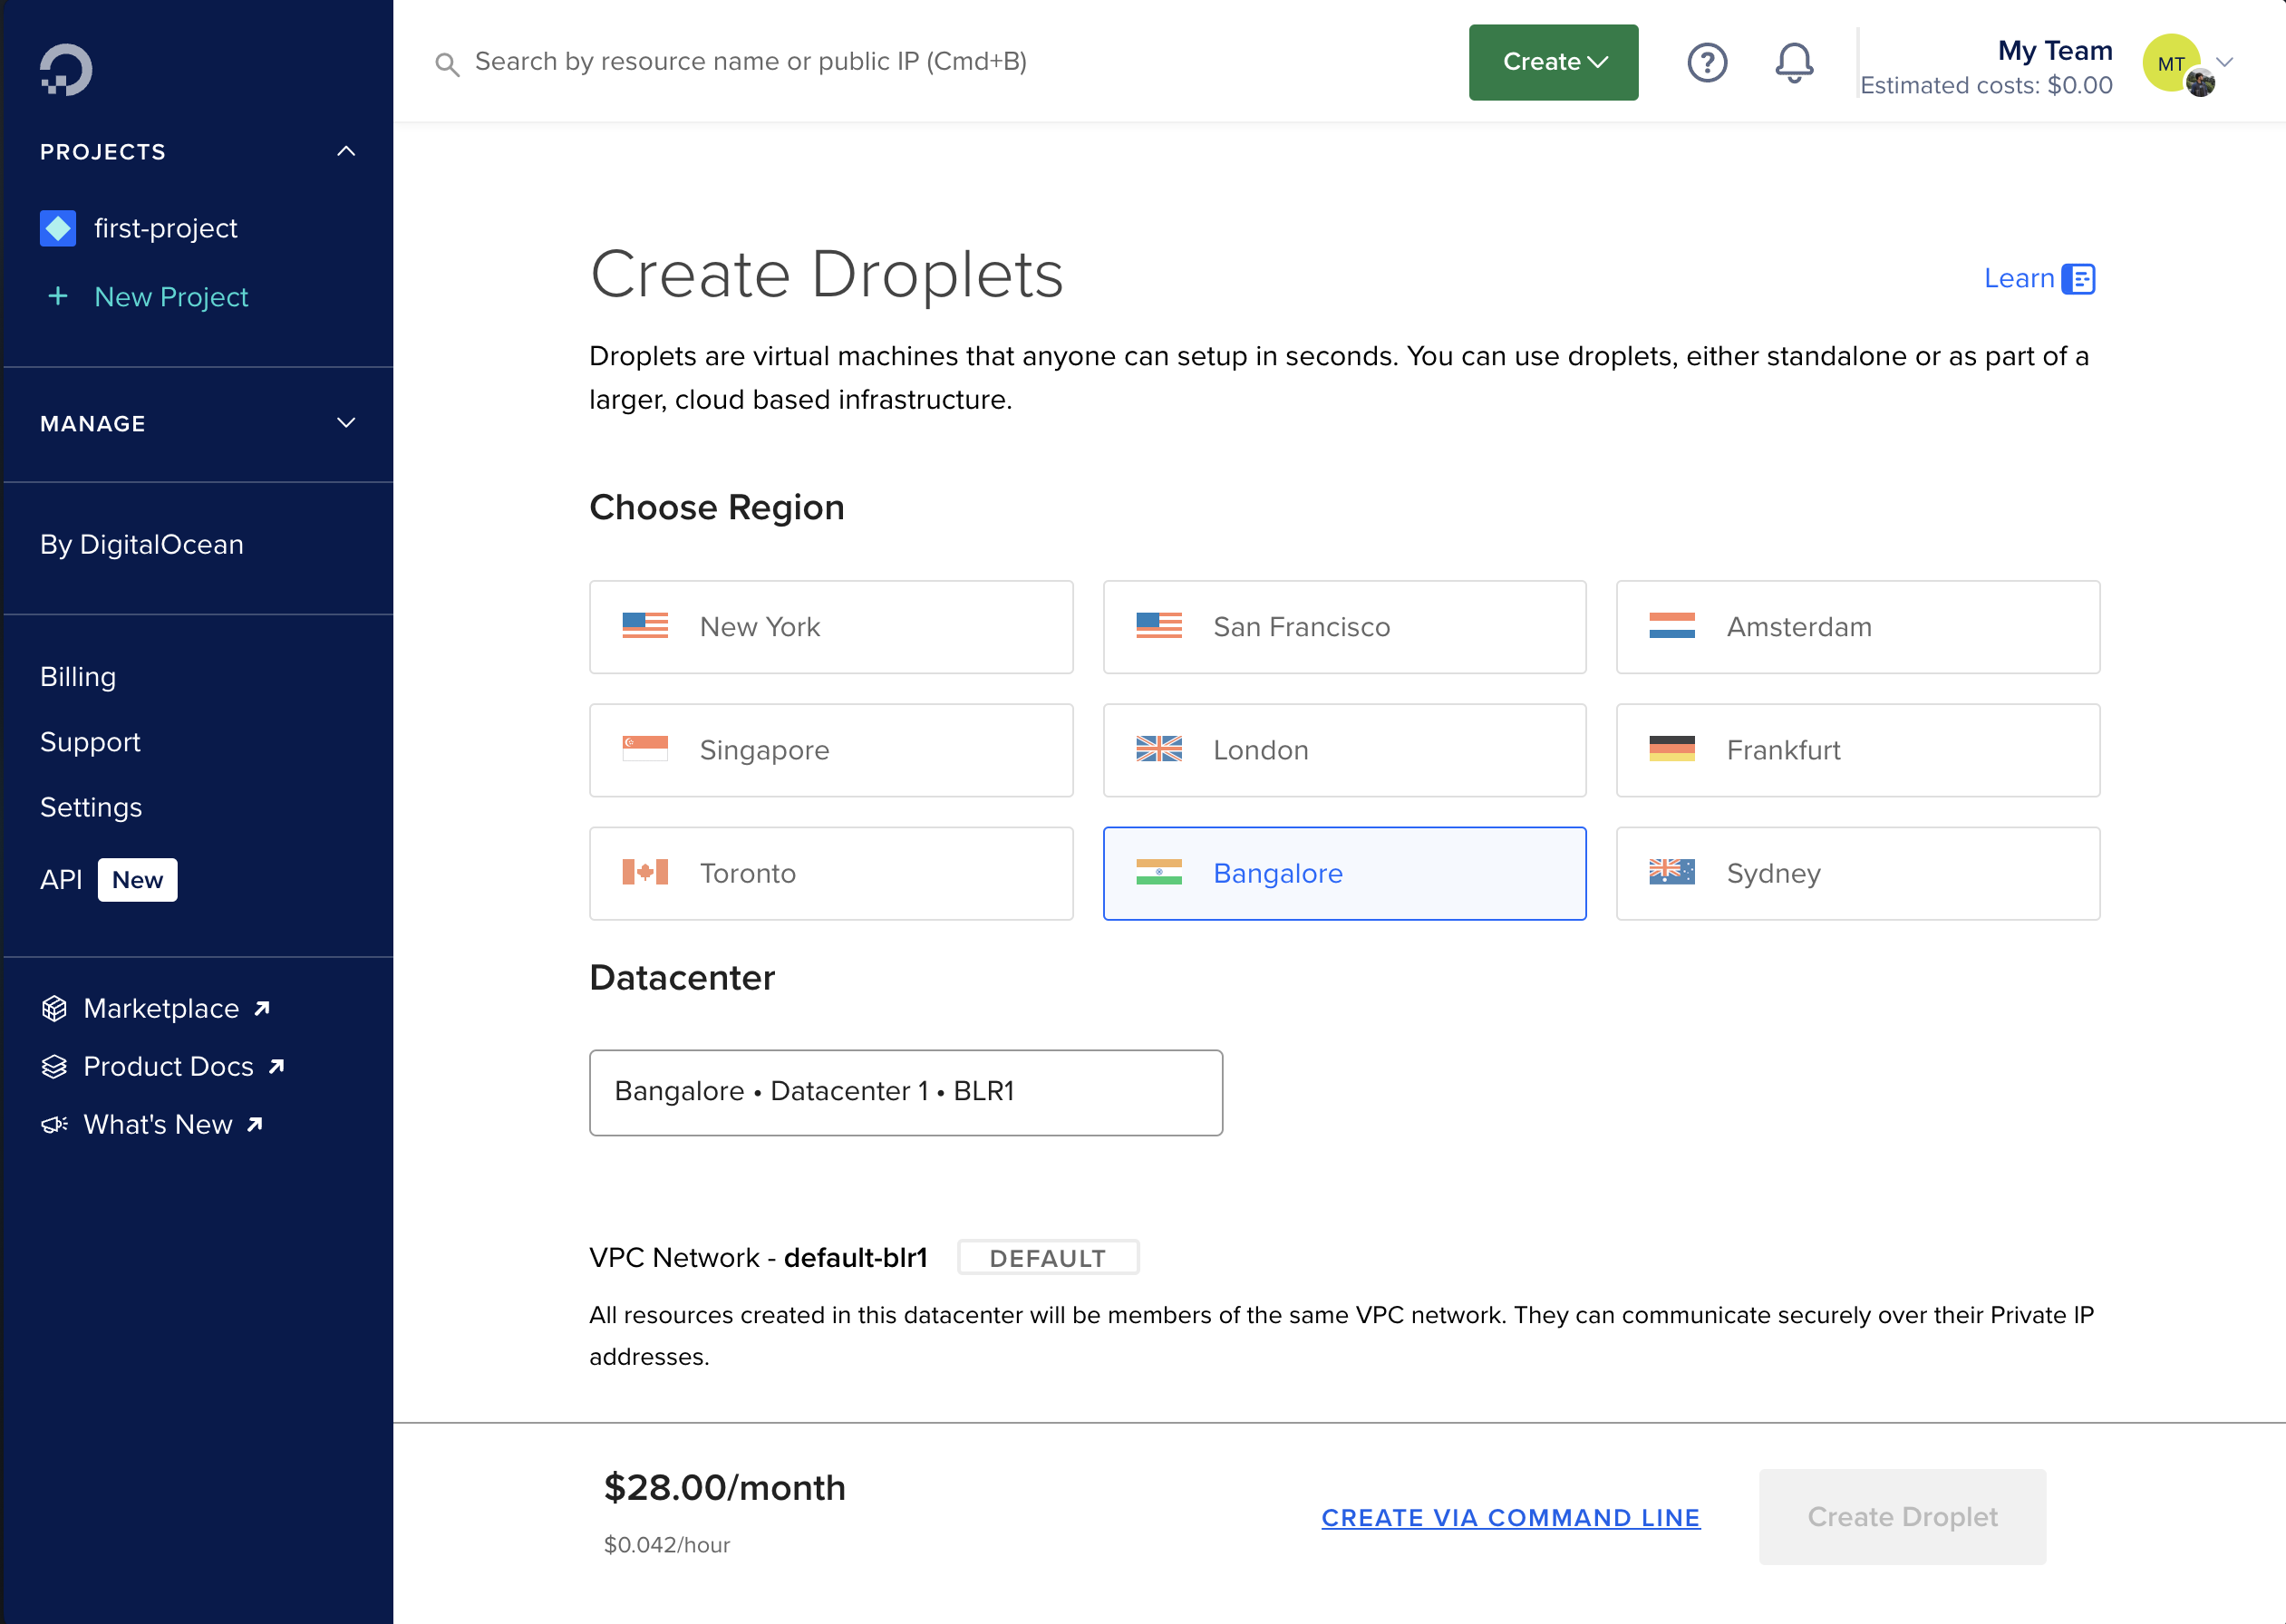 Search by resource name or public IP (Cmd+B)
Create
My Team
Estimated costs: $0.00
MT
PROJECTS
first-project
New Project
MANAGE
By DigitalOcean
Billing
Support
Settings
API New
Marketplace
Product Docs
What's New
Create Droplets
Learn
Droplets are virtual machines that anyone can setup in seconds. You can use droplets, either standalone or as part of a
larger, cloud based infrastructure.
Choose Region
New York
San Francisco
Amsterdam
Singapore
London
Frankfurt
Toronto
Bangalore
Sydney
Datacenter
Bangalore • Datacenter 1 • BLR1
VPC Network - default-blr1 DEFAULT
All resources created in this datacenter will be members of the same VPC network. They can communicate securely over their Private IP
addresses.
$28.00/month
$0.042/hour
CREATE VIA COMMAND LINE
Create Droplet